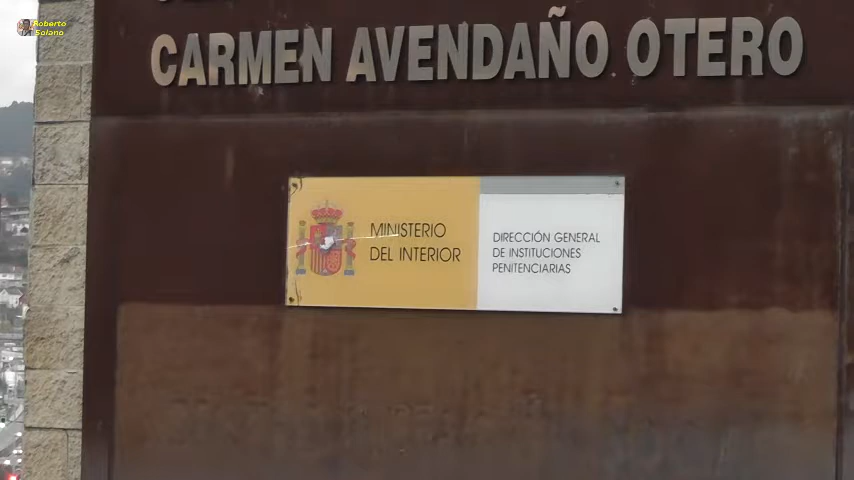 Roberto
Solano
CARMEN AVENDAÑO OTERO
MINISTERIO
DEL INTERIOR
DIRECCIÓN GENERAL
DE INSTITUCIONES
PENITENCIARIAS